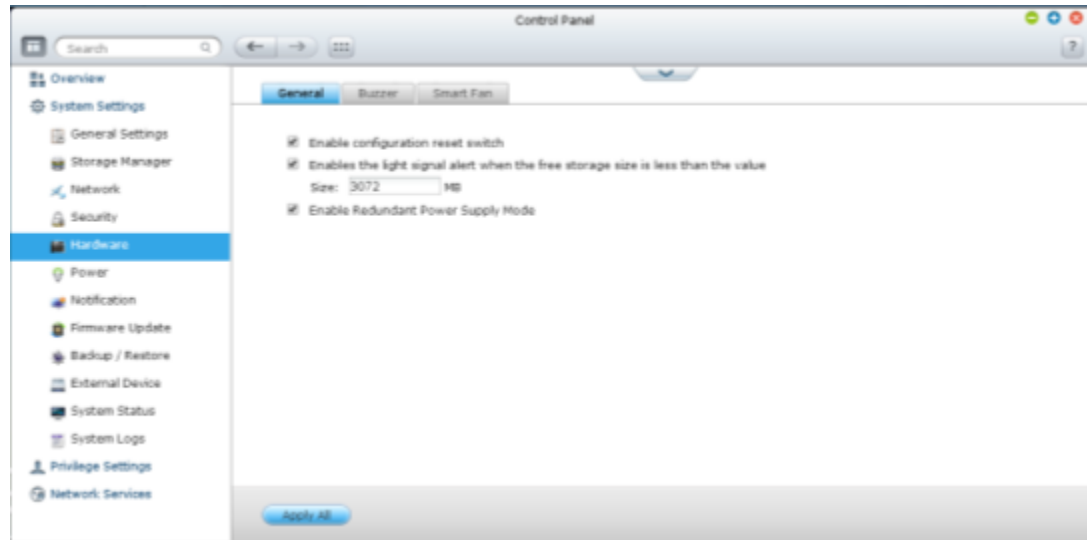 Control Panel
Search
?
Overview
System Settings
General Settings
Storage Manager
Network
Security
Hardware
Power
Notification
Firmware Update
Backup / Restore
External Device
System Status
System Logs
Privilege Settings
Network Services
General Buzzer Smart Fan
Enable configuration reset switch
Enables the light signal alert when the free storage size is less than the value
Size: 3072 MB
Enable Redundant Power Supply Mode
Apply All